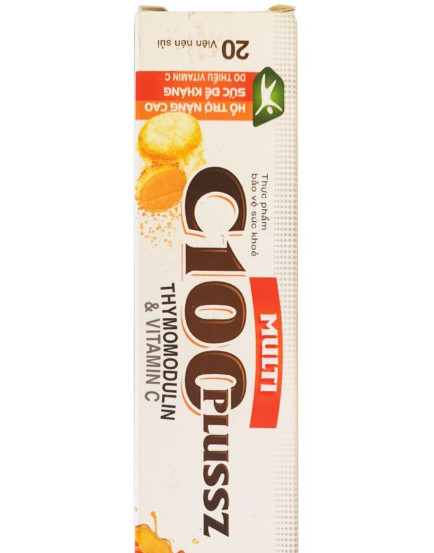 20 Viên nén sủi
HỖ TRỢ NÂNG CAO
SỨC ĐỀ KHÁNG
DO THIẾU VITAMIN C
Thực phẩm
bảo vệ sức khoẻ
MULTI
C1000
PLUSSZ
THYMOMODULIN
& VITAMIN C